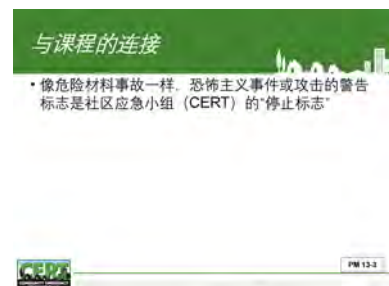 与课程的连接
• 像危险材料事故一样，恐怖主义事件或攻击的警告
标志是社区应急小组（CERT）的“停止标志”
CERT
PM 13-3